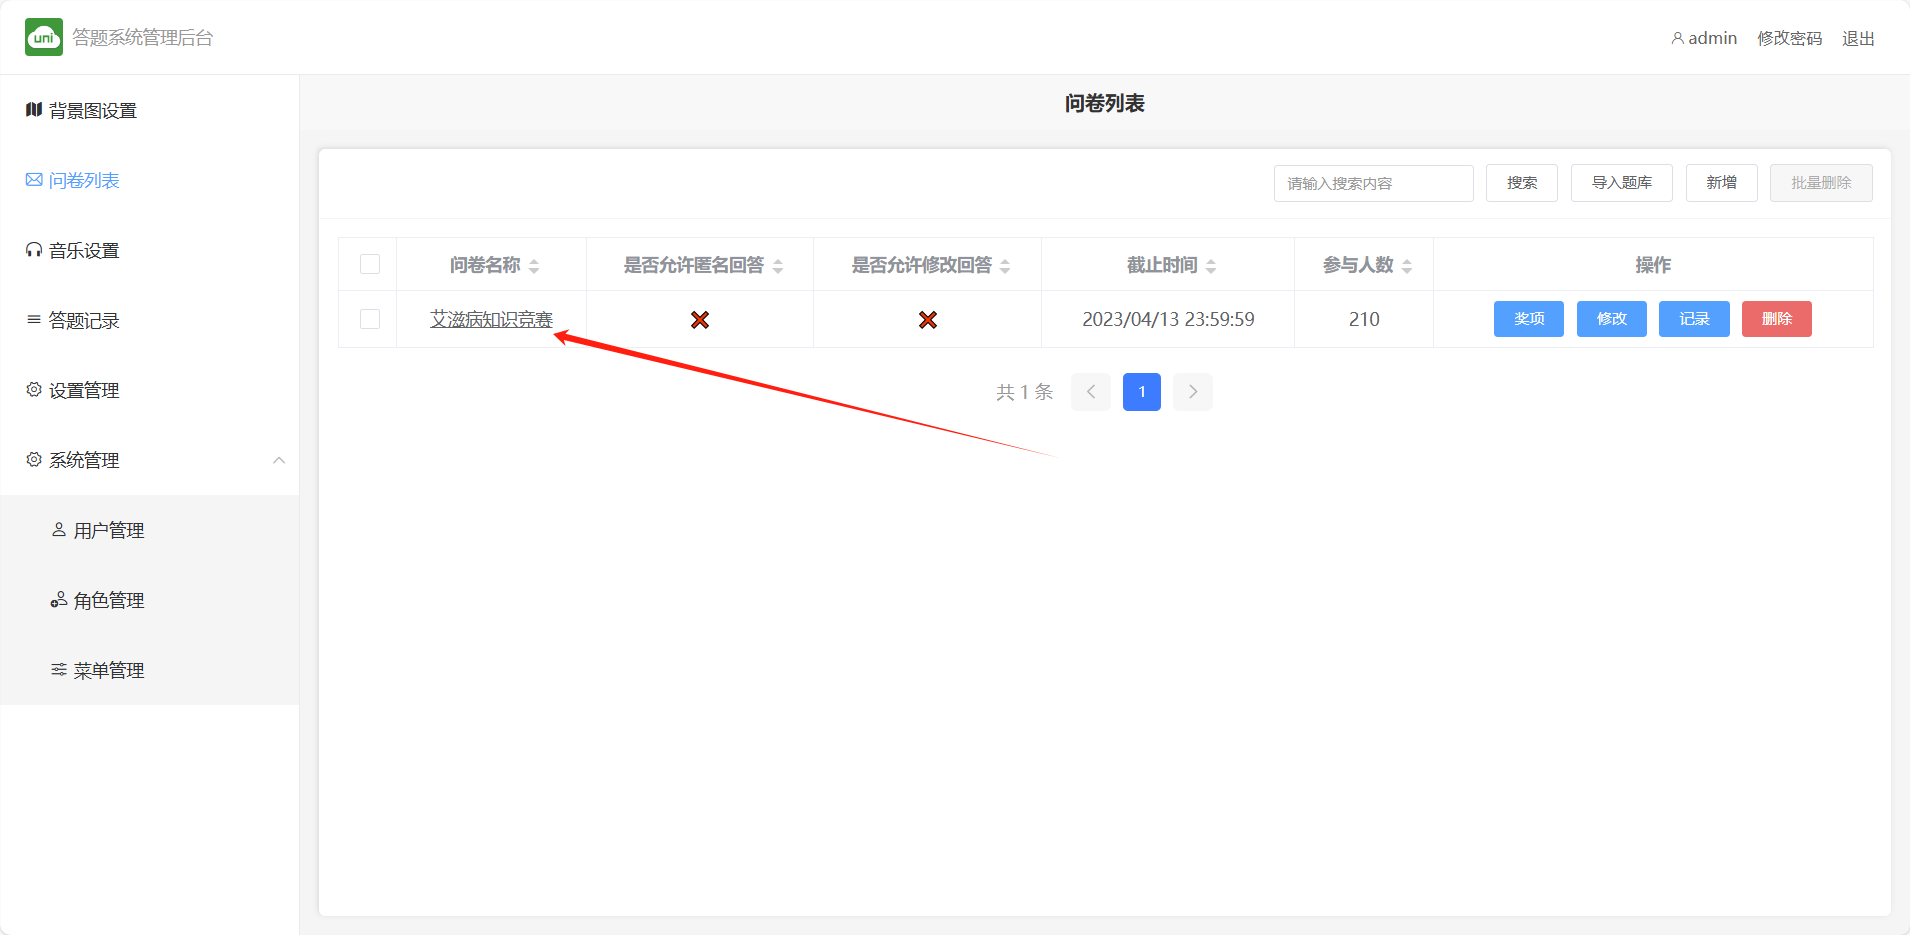 uni 答题系统管理后台
admin 修改密码 退出
背景图设置
问卷列表
音乐设置
答题记录
设置管理
系统管理
用户管理
角色管理
菜单管理
问卷列表
请输入搜索内容 搜索 导入题库 新增 批量删除
问卷名称 是否允许匿名回答 是否允许修改回答 截止时间 参与人数 操作
艾滋病知识竞赛 2023/04/13 23:59:59 210 奖项 修改 记录 删除
共 1 条 1